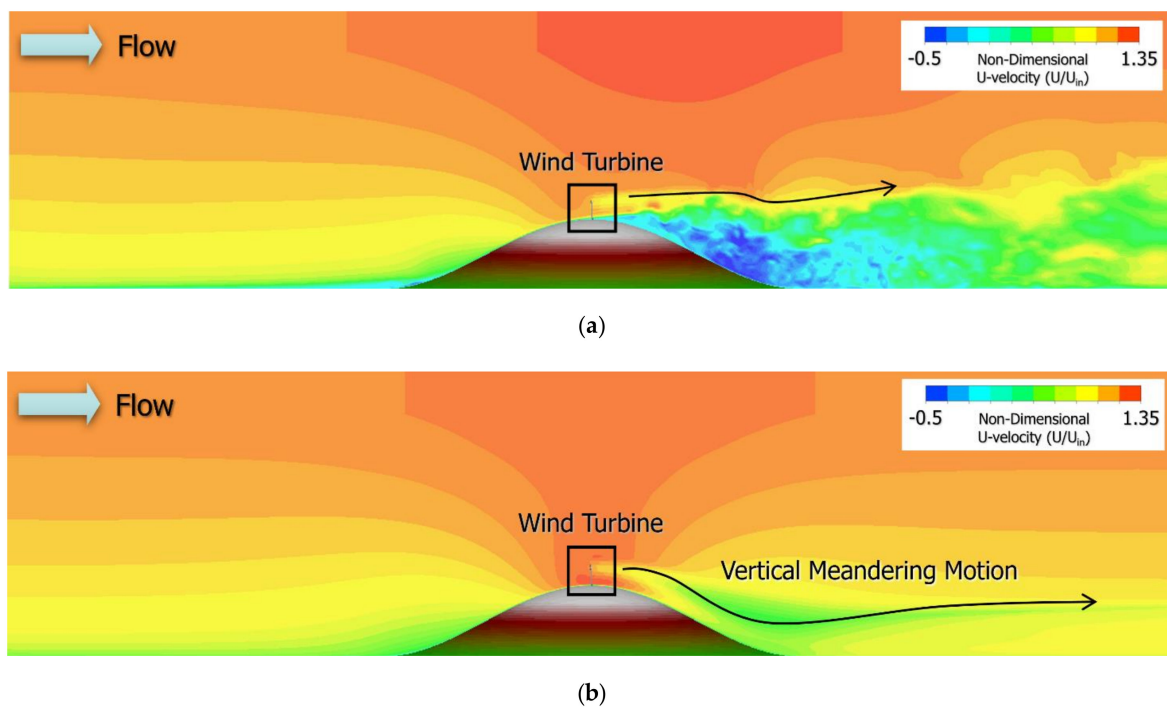 Flow
-0.5
1.35
Non-Dimensional
U-velocity (U/Uin)
Wind Turbine
(a)
Flow
-0.5
1.35
Non-Dimensional
U-velocity (U/Uin)
Wind Turbine
Vertical Meandering Motion
(b)